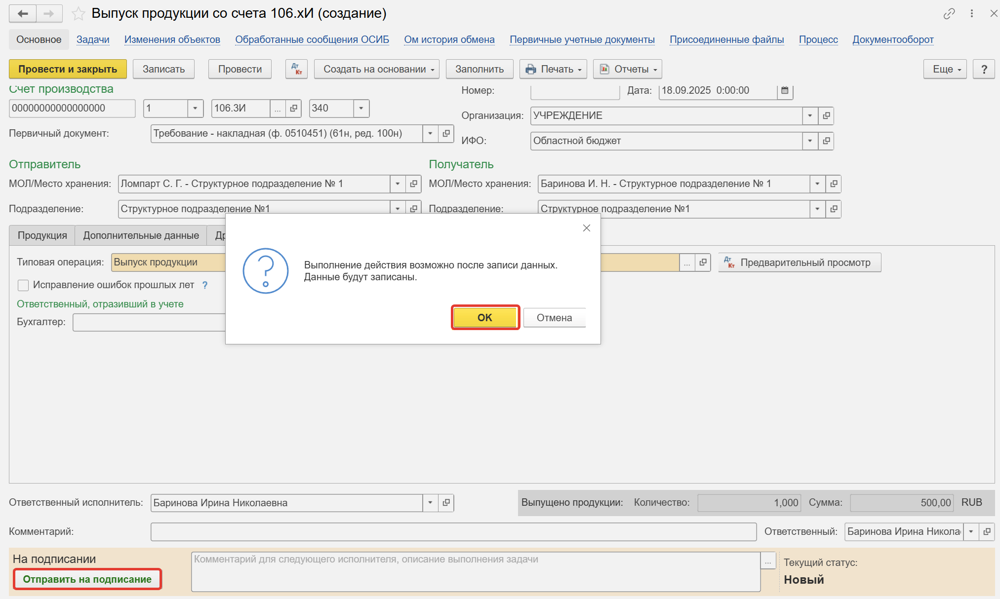 Выпуск продукции со счета 106.хИ (создание)
Основное Задачи Изменения объектов Обработанные сообщения ОСИБ Ом история обмена Первичные учетные документы Присоединенные файлы Процесс Документооборот
Провести и закрыть Записать Провести Дт Кт Создать на основании Заполнить Печать Отчеты Еще ?
Счет производства
Номер: Дата: 18.09.2025 0:00:00
00000000000000000 1 106.3И ... 340
Организация: УЧРЕЖДЕНИЕ
Первичный документ: Требование - накладная (ф. 0510451) (61н, ред. 100н)
ИФО: Областной бюджет
Отправитель Получатель
МОЛ/Место хранения: Ломпарт С. Г. - Структурное подразделение № 1 МОЛ/Место хранения: Баринова И. Н. - Структурное подразделение № 1
Подразделение: Структурное подразделение №1 Подразделение: Структурное подразделение №1
Продукция Дополнительные данные Др
Типовая операция: Выпуск продукции ... Дт Кт Предварительный просмотр
Выполнение действия возможно после записи данных.
Данные будут записаны.
Исправление ошибок прошлых лет ?
Ответственный, отразивший в учете
ОК Отмена
Бухгалтер:
Ответственный исполнитель: Баринова Ирина Николаевна Выпущено продукции: Количество: 1,000 Сумма: 500,00 RUB
Комментарий: Ответственный: Баринова Ирина Никола
На подписании
Комментарий для следующего исполнителя, описание выполнения задачи ... Текущий статус:
Отправить на подписание Новый